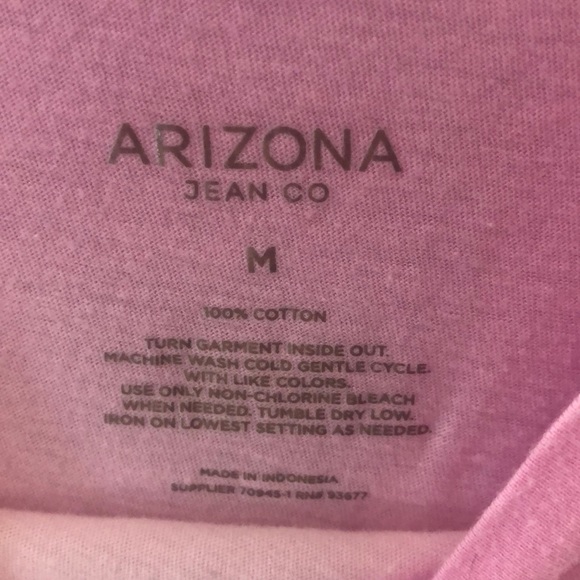 ARIZONA
JEAN CO
M
100% COTTON
TURN GARMENT INSIDE OUT.
MACHINE WASH COLD GENTLE CYCLE.
WITH LIKE COLORS.
USE ONLY NON-CHLORINE BLEACH
WHEN NEEDED. TUMBLE DRY LOW.
IRON ON LOWEST SETTING AS NEEDED.
MADE IN INDONESIA
SUPPLIER 70945-1 RN# 93677